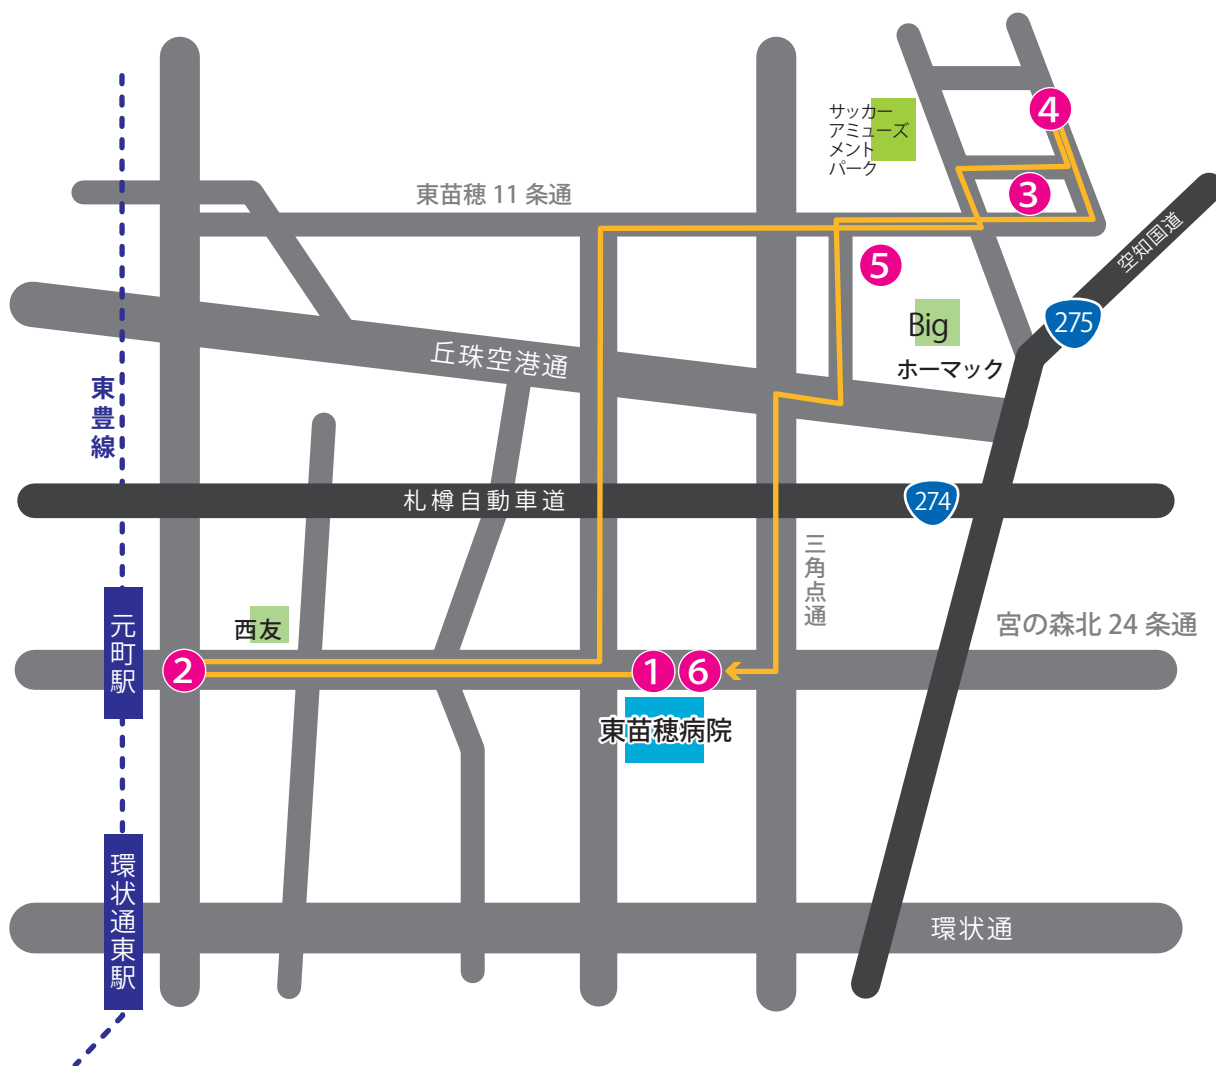 サッカー
アミューズ
メント
パーク
4
3
東苗穂 11 条通
空知国道
5
275
Big
ホーマック
丘珠空港通
東豊線
札樽自動車道
274
三角点通
元町駅
西友
宮の森北 24 条通
2
1
6
東苗穂病院
環状通東駅
環状通